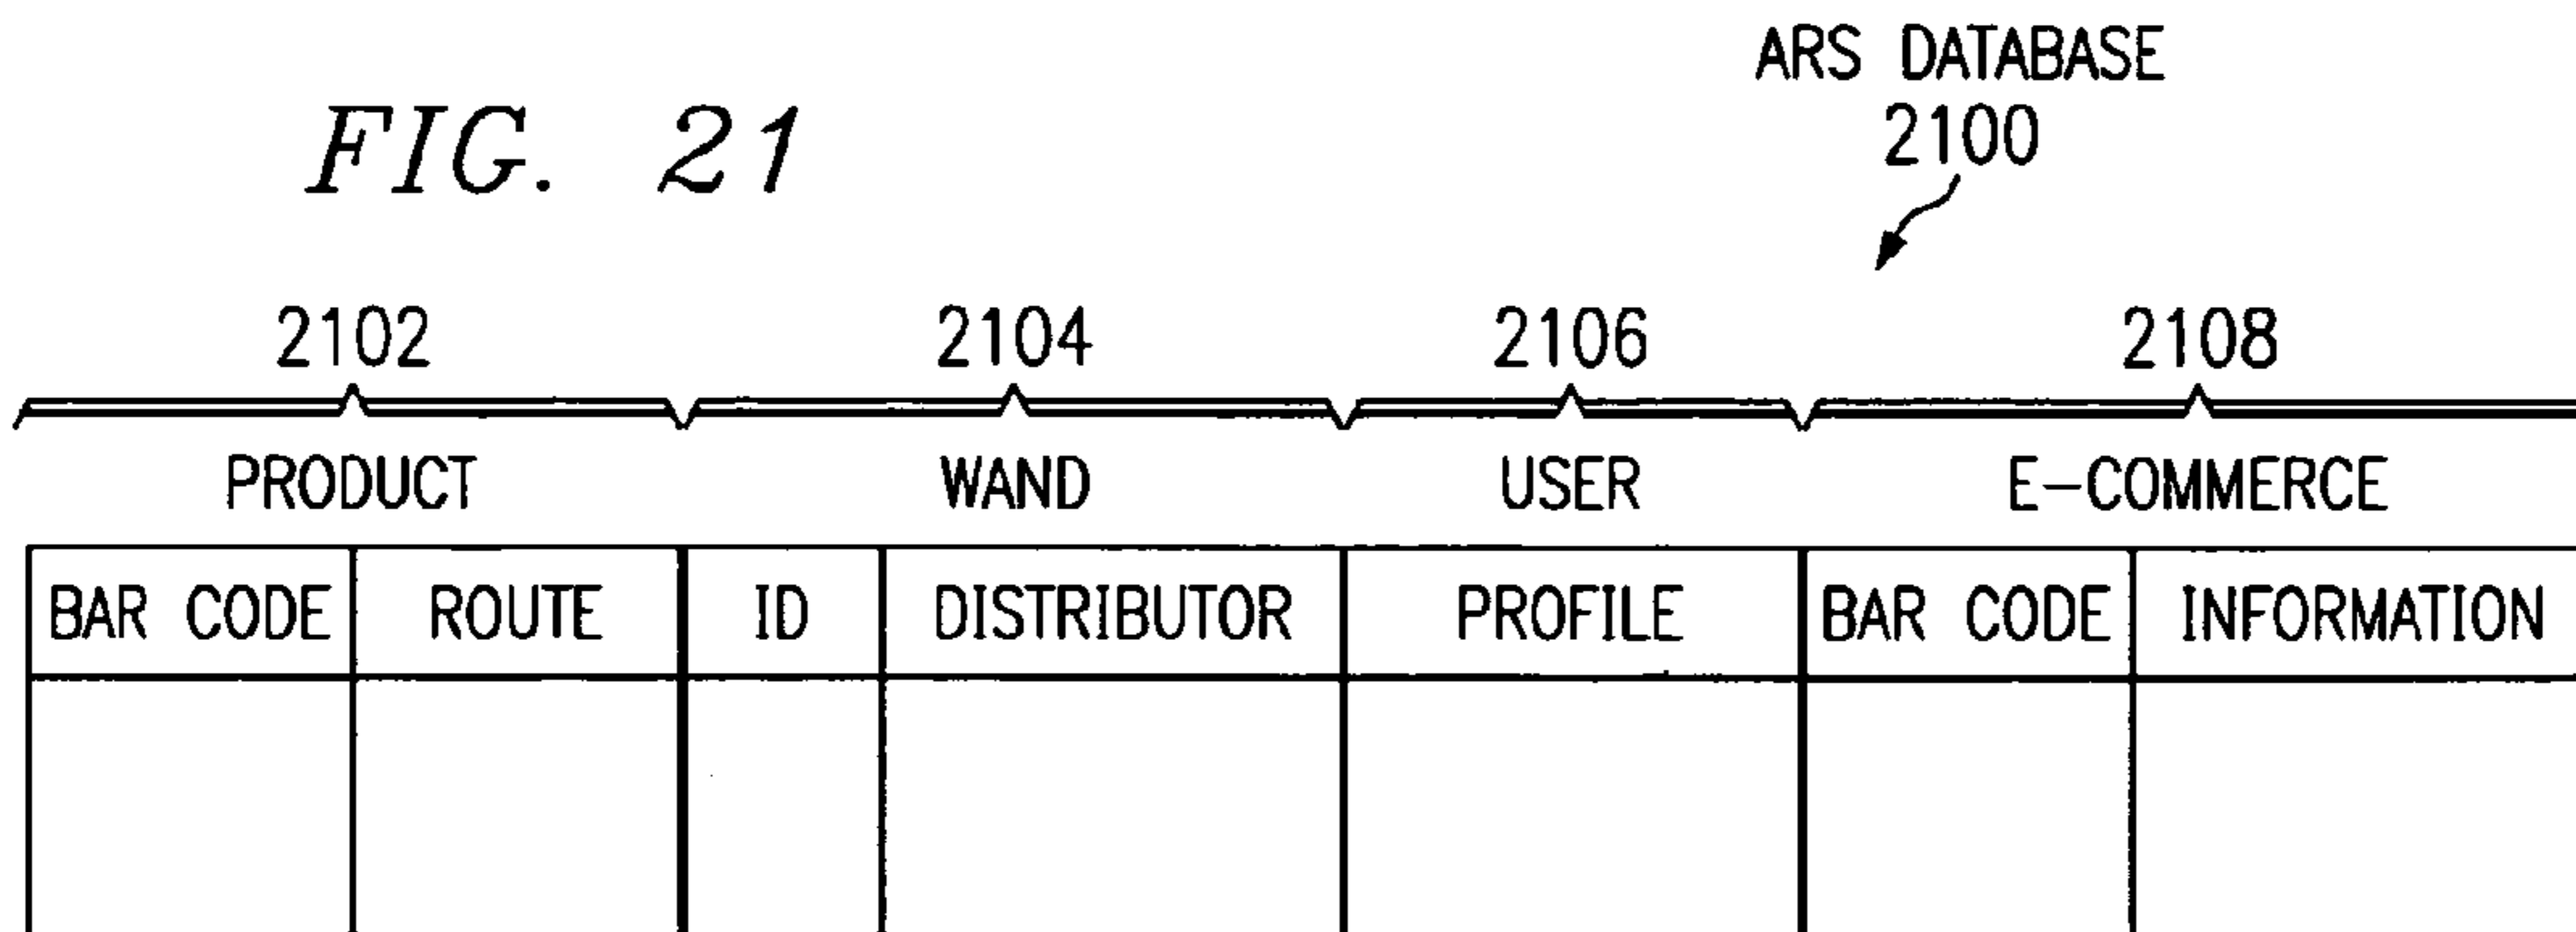 ARS DATABASE
FIG. 21
2100
2102 2104 2106 2108
PRODUCT WAND USER E-COMMERCE
BAR CODE ROUTE ID DISTRIBUTOR PROFILE BAR CODE INFORMATION